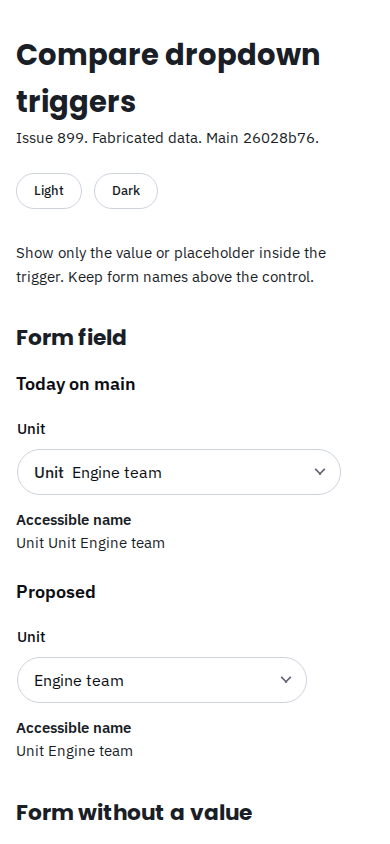 Compare dropdown
triggers
Issue 899. Fabricated data. Main 26028b76.
Light
Dark
Show only the value or placeholder inside the
trigger. Keep form names above the control.
Form field
Today on main
Unit
Unit Engine team
Accessible name
Unit Unit Engine team
Proposed
Unit
Engine team
Accessible name
Unit Engine team
Form without a value